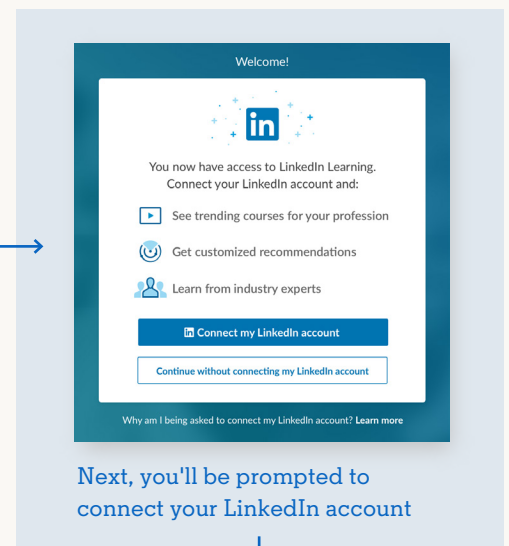 Welcome!
in
You now have access to LinkedIn Learning.
Connect your LinkedIn account and:
See trending courses for your profession
Get customized recommendations
Learn from industry experts
in Connect my LinkedIn account
Continue without connecting my LinkedIn account
Why am I being asked to connect my LinkedIn account? Learn more
Next, you'll be prompted to
connect your LinkedIn account